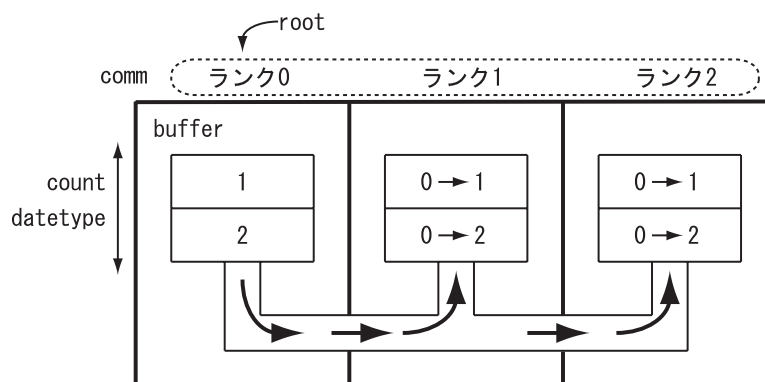 root
comm ランク0 ランク1 ランク2
buffer
count
datetype
1 0→1 0→1
2 0→2 0→2